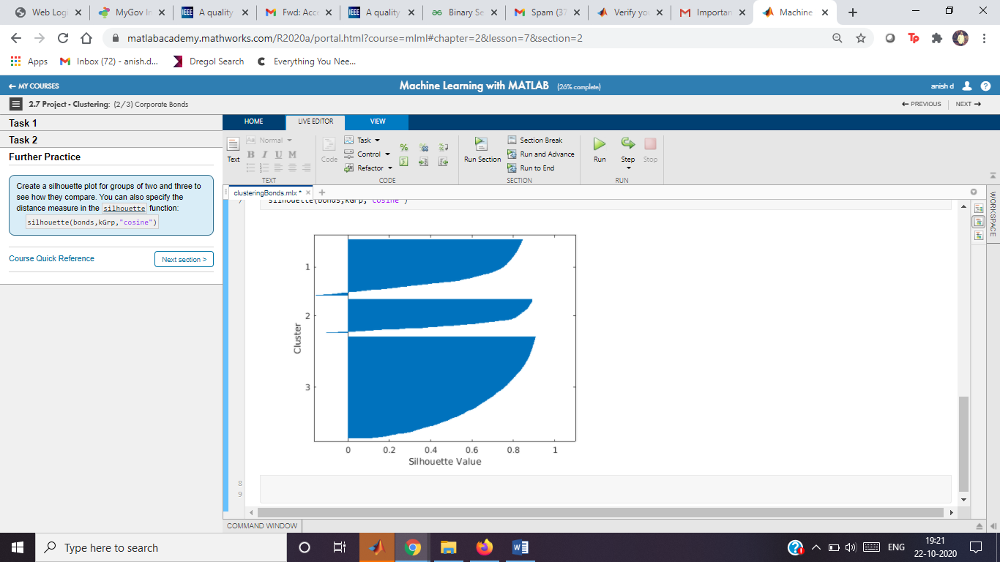 Web Logi
MyGov In
A quality
Fwd: Acce
A quality
Binary Se
Spam (37
Verify you
Importan
Machine
matlabacademy.mathworks.com/R2020a/portal.html?course=mlml#chapter=2&lesson=7&section=2
Apps
Inbox (72) - anish.d...
Dregol Search
Everything You Nee...
← MY COURSES
Machine Learning with MATLAB (26% complete)
anish d
2.7 Project - Clustering: (2/3) Corporate Bonds
← PREVIOUS
NEXT →
Task 1
Task 2
Further Practice
Create a silhouette plot for groups of two and three to
see how they compare. You can also specify the
distance measure in the silhouette function:
silhouette(bonds,kGrp,"cosine")
Course Quick Reference
Next section >
HOME
LIVE EDITOR
VIEW
Text
Normal
B I U M
TEXT
Code
Task
Control
Refactor
CODE
Run Section
Section Break
Run and Advance
Run to End
SECTION
Run
Step
Stop
RUN
clusteringBonds.mlx *
WORKSPACE
7
silhouette(bonds,kGrp,"cosine")
1
2
3
Cluster
0 0.2 0.4 0.6 0.8 1
Silhouette Value
8
9
COMMAND WINDOW
Type here to search
ENG
19:21
22-10-2020